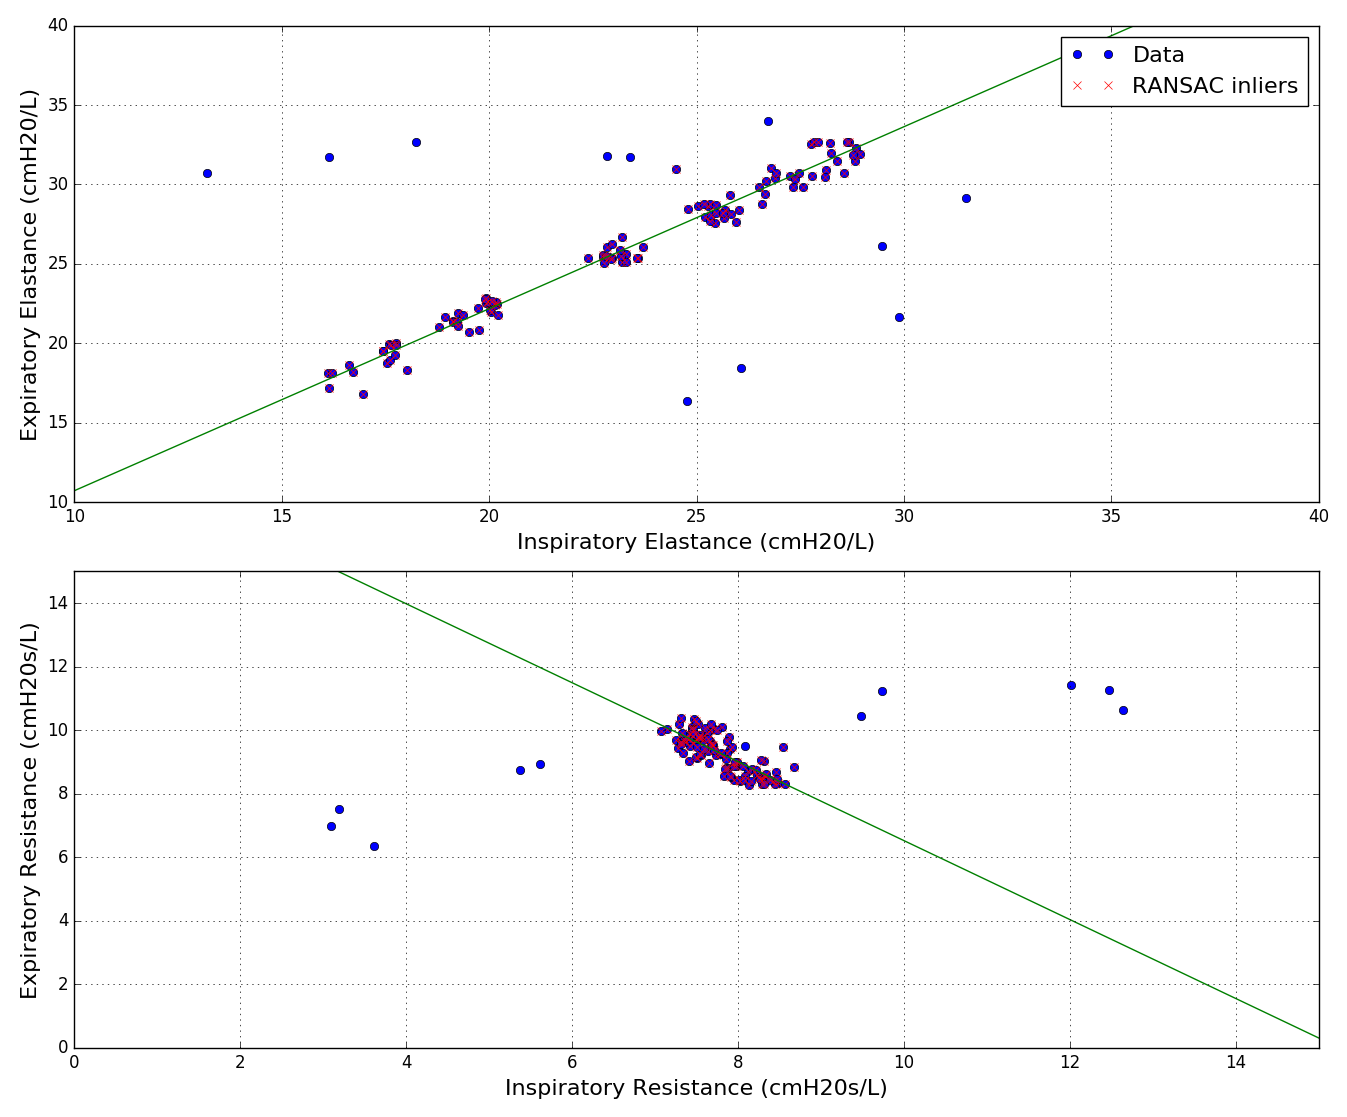 40
35
30
25
20
15
10
Expiratory Elastance (cmH20/L)
Data
RANSAC inliers
10 15 20 25 30 35 40
Inspiratory Elastance (cmH20/L)
14
12
10
8
6
4
2
0
Expiratory Resistance (cmH20s/L)
0 2 4 6 8 10 12 14
Inspiratory Resistance (cmH20s/L)